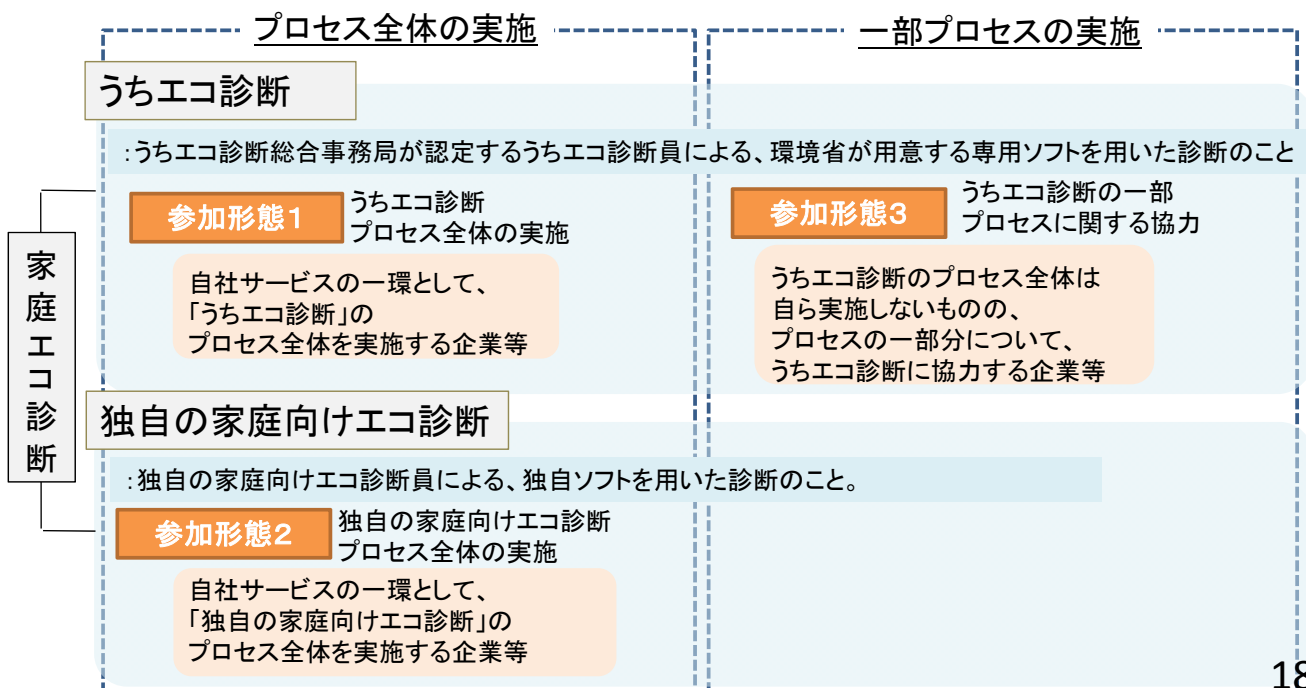 プロセス全体の実施
一部プロセスの実施
うちエコ診断
:うちエコ診断総合事務局が認定するうちエコ診断員による、環境省が用意する専用ソフトを用いた診断のこと
参加形態1
うちエコ診断
プロセス全体の実施
自社サービスの一環として、
「うちエコ診断」の
プロセス全体を実施する企業等
参加形態3
うちエコ診断の一部
プロセスに関する協力
うちエコ診断のプロセス全体は
自ら実施しないものの、
プロセスの一部分について、
うちエコ診断に協力する企業等
家庭エコ診断
独自の家庭向けエコ診断
:独自の家庭向けエコ診断員による、独自ソフトを用いた診断のこと。
参加形態2
独自の家庭向けエコ診断
プロセス全体の実施
自社サービスの一環として、
「独自の家庭向けエコ診断」の
プロセス全体を実施する企業等
18